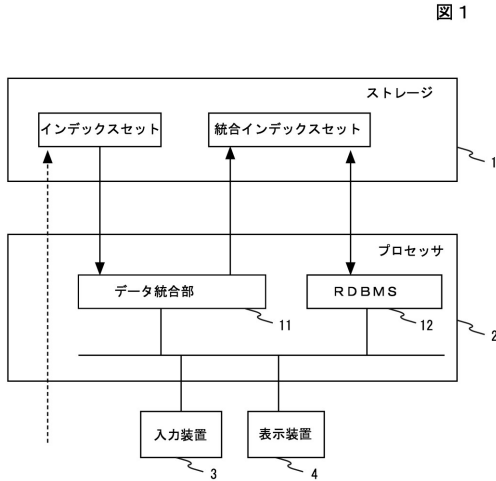 図1
ストレージ
インデックスセット
統合インデックスセット
1
プロセッサ
データ統合部
RDBMS
11
12
2
入力装置
表示装置
3
4